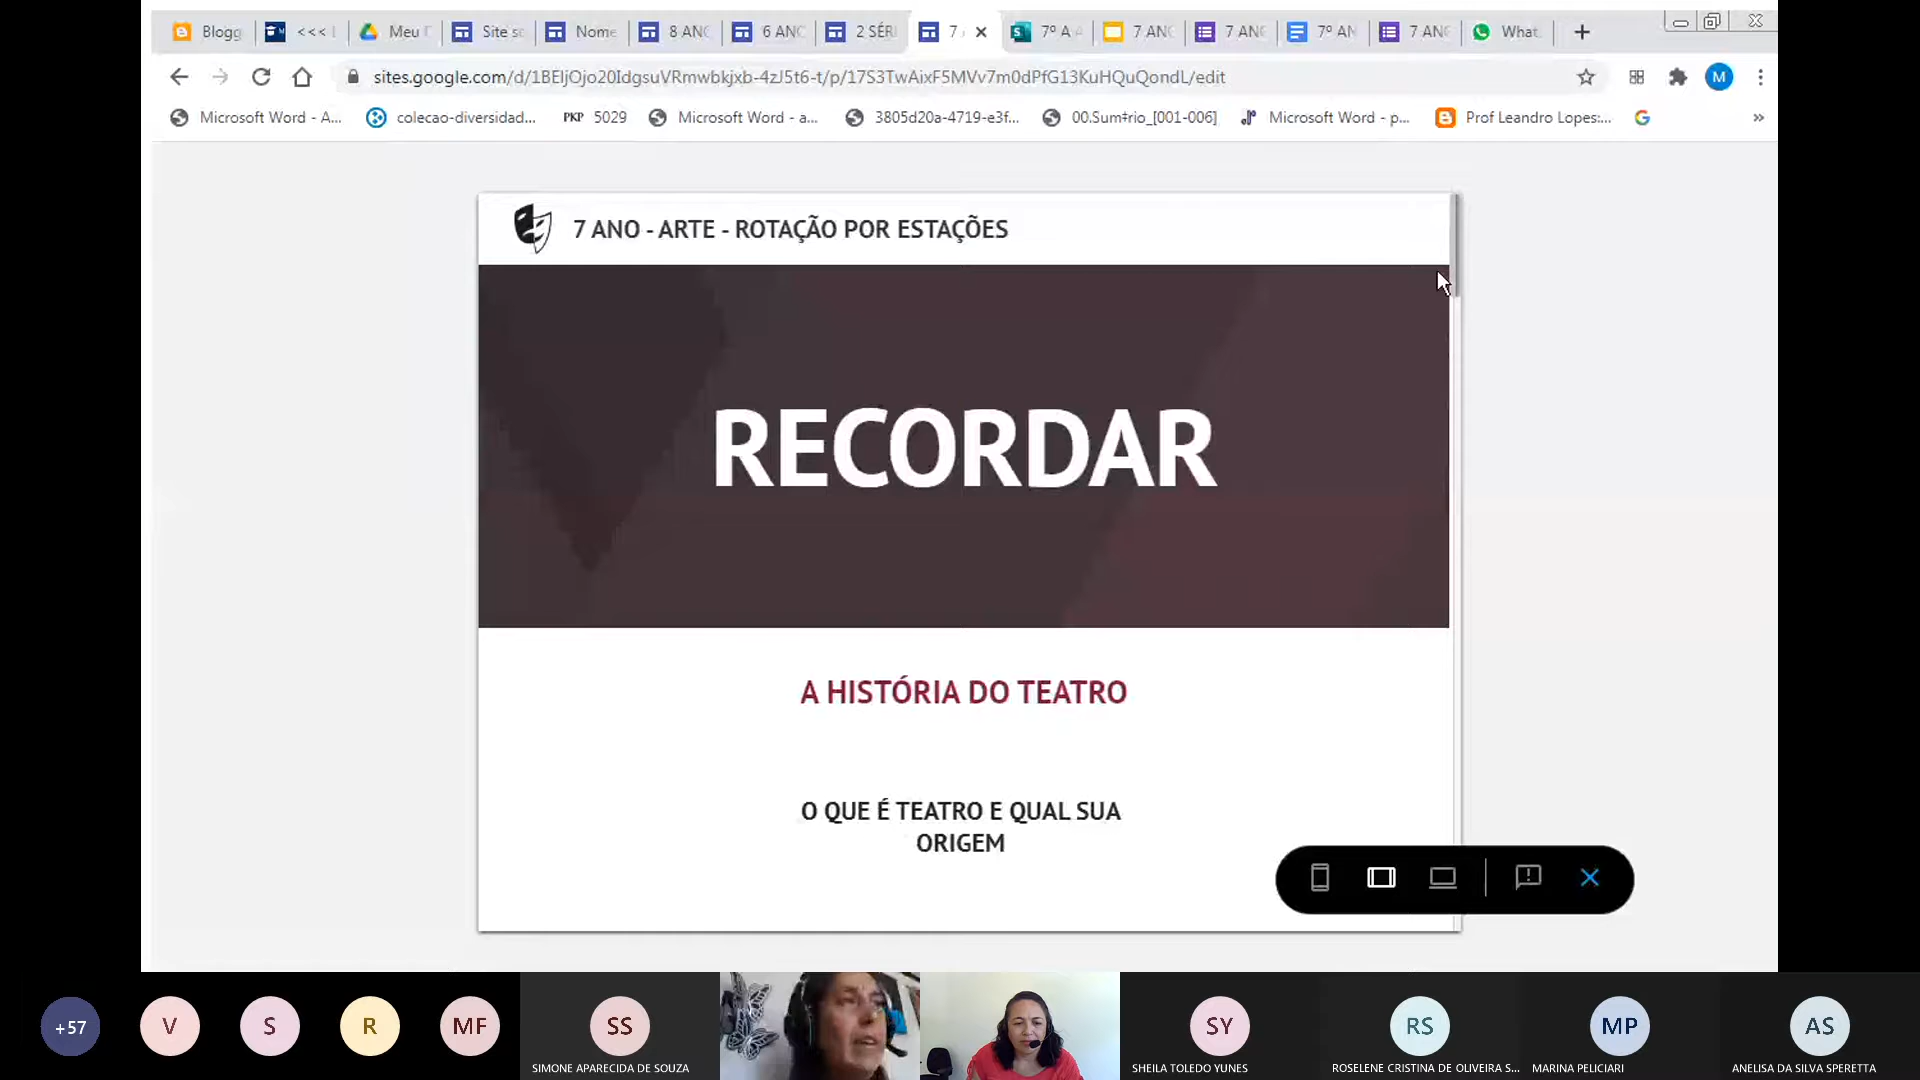 Blogg
<<<
Meu
Site
Nome
8 ANO
6 ANO
2 SÉRI
7
7º A
7 ANO
7 ANO
7º AN
7 ANO
What
sites.google.com/d/1BEljOjo20IdgsuVRmwbkjxb-4zJ5t6-t/p/17S3TwAixF5MVv7m0dPfG13KuHQuQondL/edit
M
Microsoft Word - A...
colecao-diversidad...
PKP 5029
Microsoft Word - a...
3805d20a-4719-e3f...
00.Sum‡rio_[001-006]
Microsoft Word - p...
Prof Leandro Lopes:...
»
7 ANO - ARTE - ROTAÇÃO POR ESTAÇÕES
RECORDAR
A HISTÓRIA DO TEATRO
O QUE É TEATRO E QUAL SUA
ORIGEM
+57
V
S
R
MF
SS
SY
RS
MP
AS
SIMONE APARECIDA DE SOUZA
SHEILA TOLEDO YUNES
ROSELENE CRISTINA DE OLIVEIRA S...
MARINA PELICIARI
ANELISA DA SILVA SPERETTA